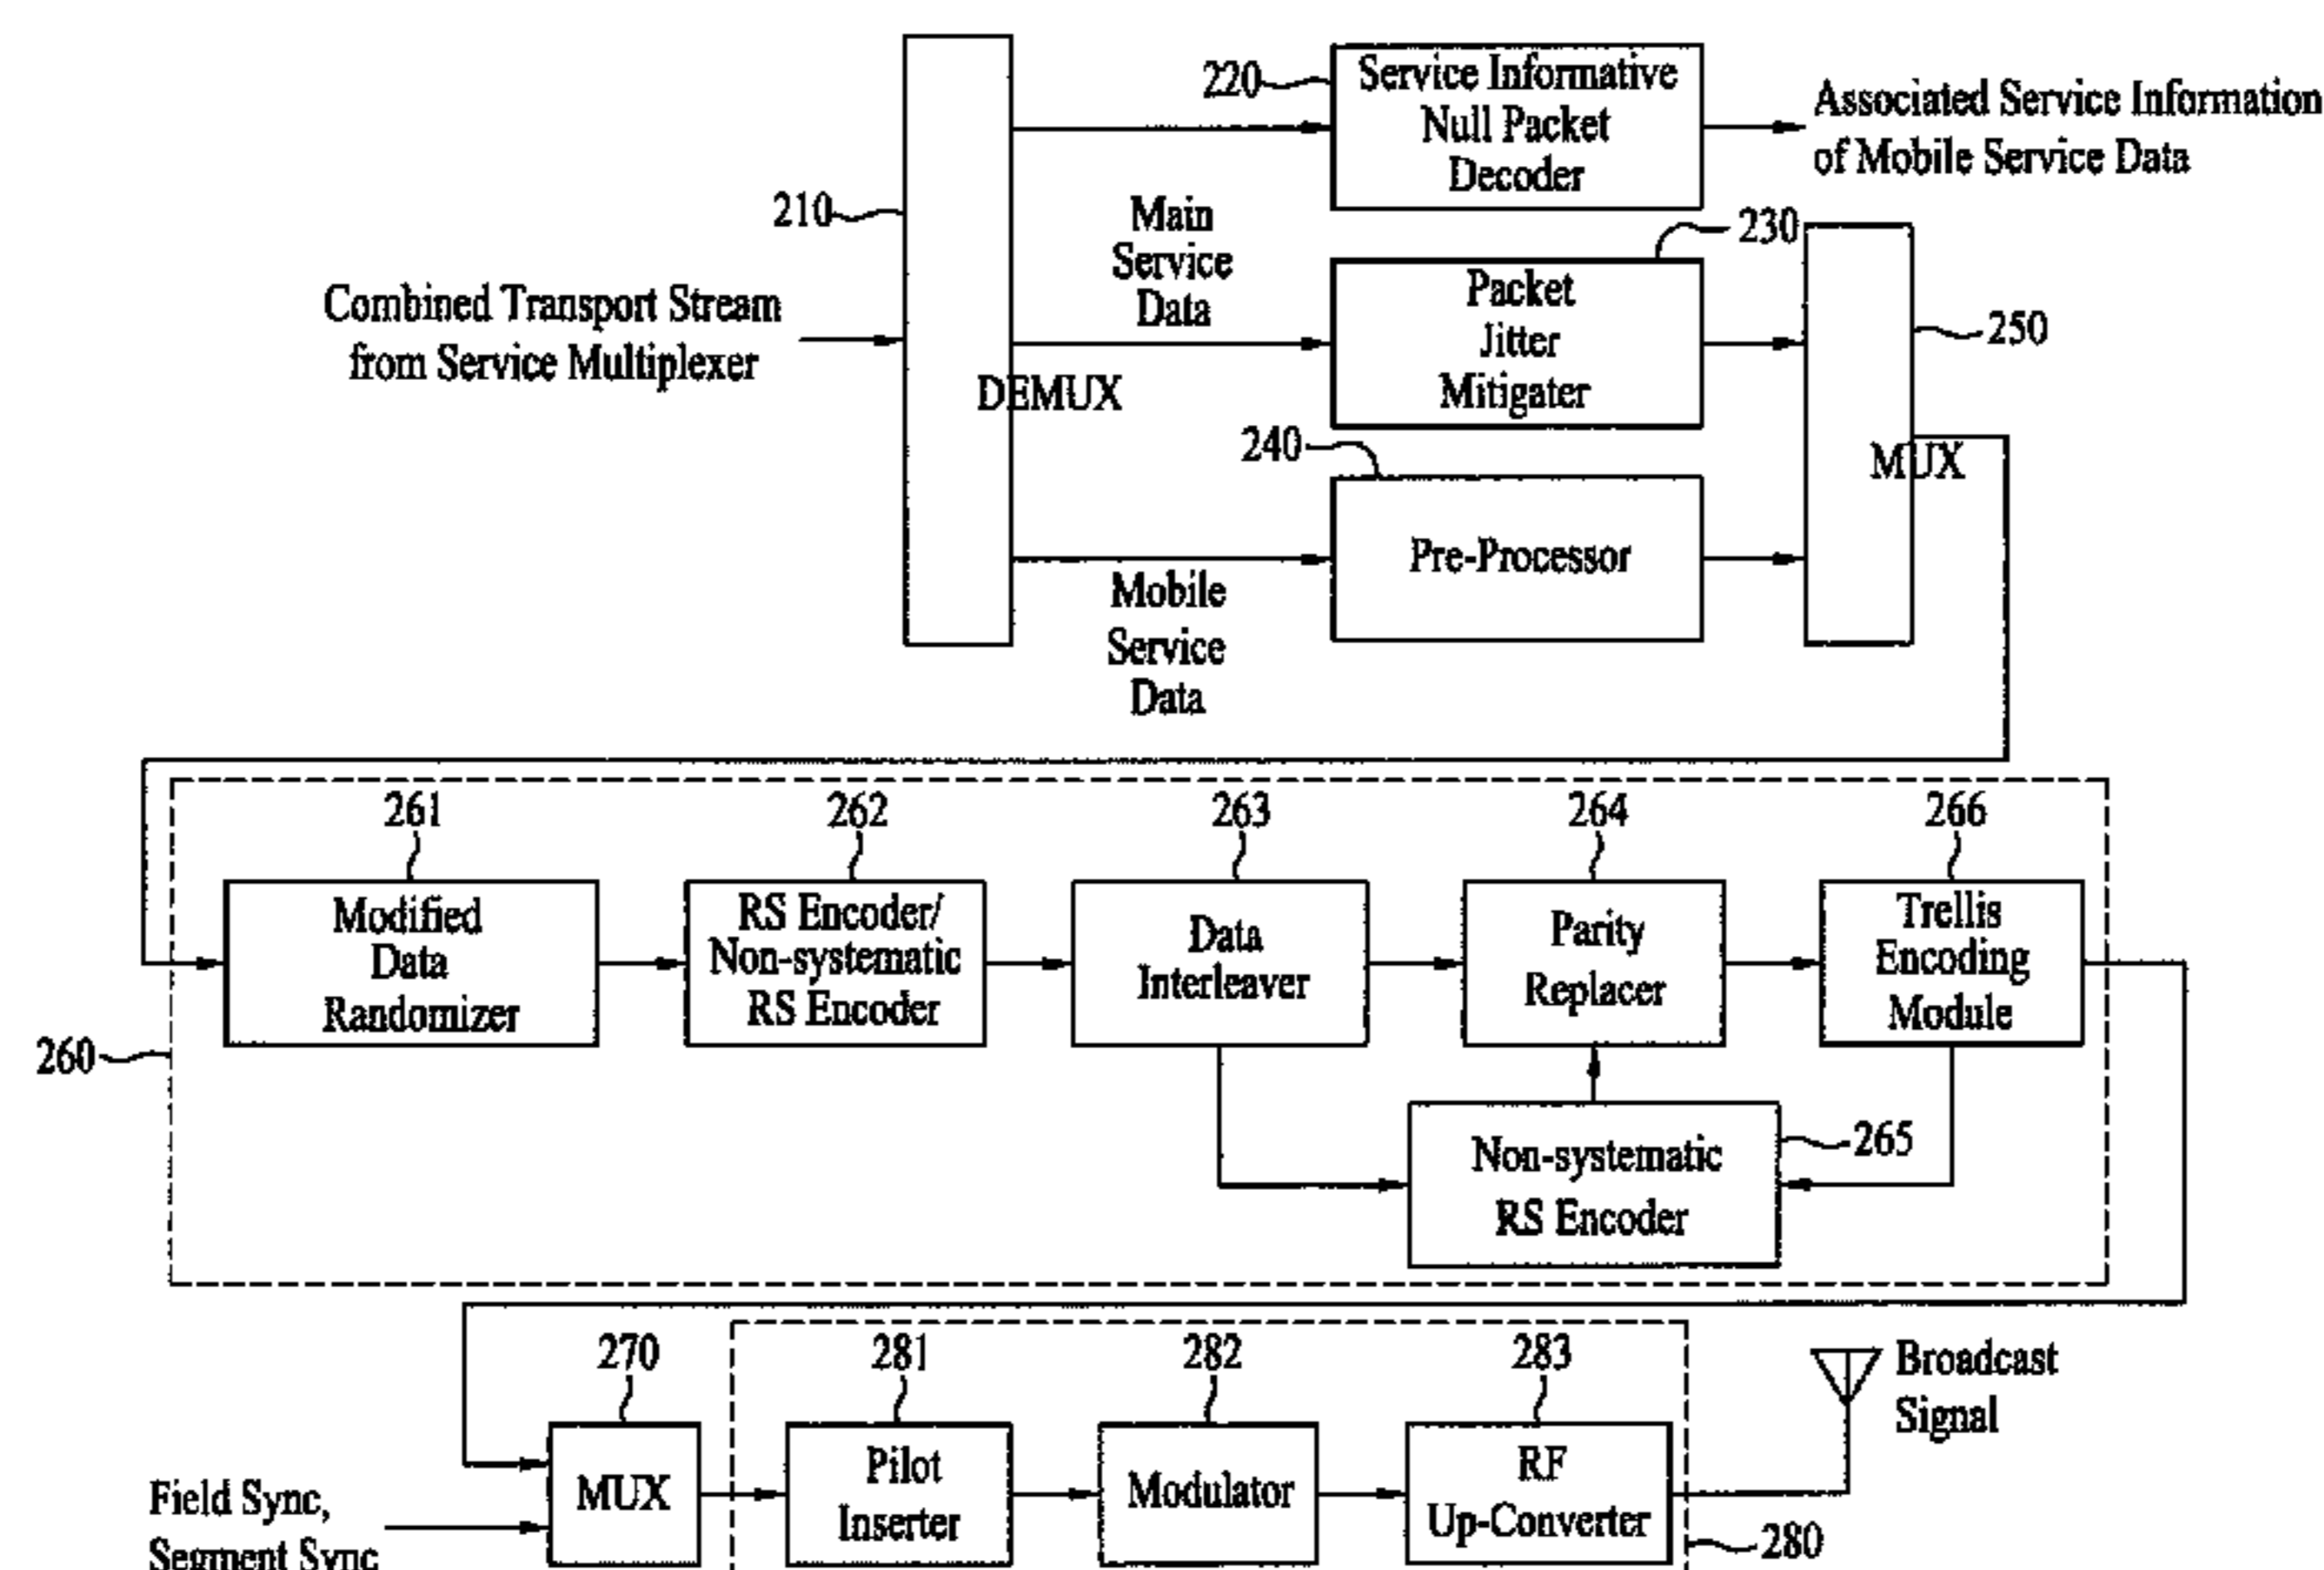 220
Service Informative
Null Packet
Decoder
Associated Service Information
of Mobile Service Data
210
Main
Service
Data
230
Packet
Jitter
Mitigater
250
Combined Transport Stream
from Service Multiplexer
DEMUX
240
MUX
Pre-Processor
Mobile
Service
Data
261
262
263
264
266
Modified
Data
Randomizer
RS Encoder/
Non-systematic
RS Encoder
Data
Interleaver
Parity
Replacer
Trellis
Encoding
Module
260
Non-systematic
RS Encoder
265
270
281
282
283
Broadcast
Signal
Field Sync,
Segment Sync
MUX
Pilot
Inserter
Modulator
RF
Up-Converter
280